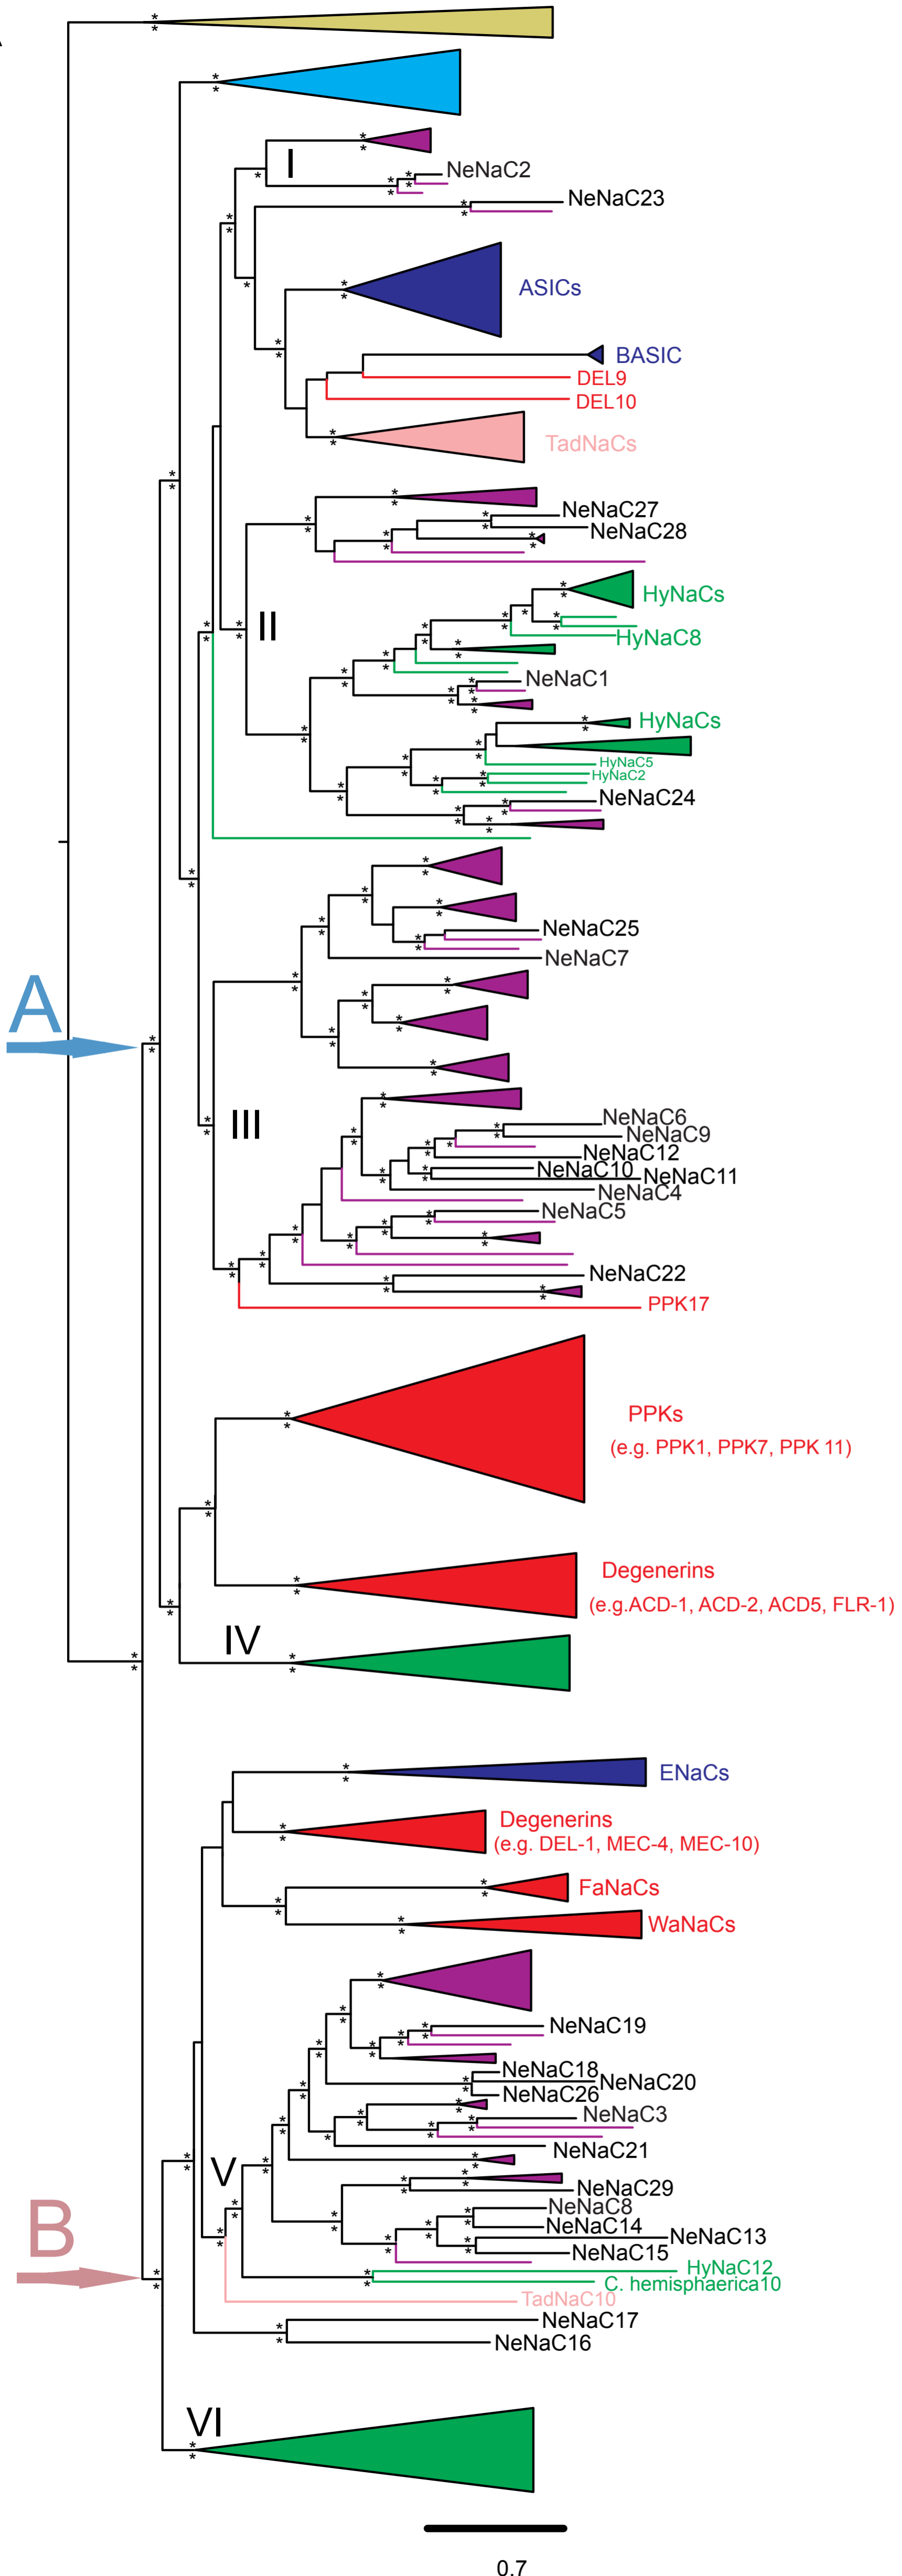 I
NeNaC2
NeNaC23
ASICs
BASIC
DEL9
DEL10
TadNaCs
NeNaC27
NeNaC28
HyNaCs
II
HyNaC8
NeNaC1
HyNaCs
HyNaC5
HyNaC2
NeNaC24
NeNaC25
NeNaC7
A
III
NeNaC6
NeNaC9
NeNaC12
NeNaC10
NeNaC11
NeNaC4
NeNaC5
NeNaC22
PPK17
PPKs
(e.g. PPK1, PPK7, PPK 11)
Degenerins
(e.g.ACD-1, ACD-2, ACD5, FLR-1)
IV
ENaCs
Degenerins
(e.g. DEL-1, MEC-4, MEC-10)
FaNaCs
WaNaCs
NeNaC19
NeNaC18
NeNaC20
NeNaC26
NeNaC3
NeNaC21
V
NeNaC29
NeNaC8
NeNaC14
NeNaC13
B
NeNaC15
HyNaC12
C. hemisphaerica10
TadNaC10
NeNaC17
NeNaC16
VI
0.7